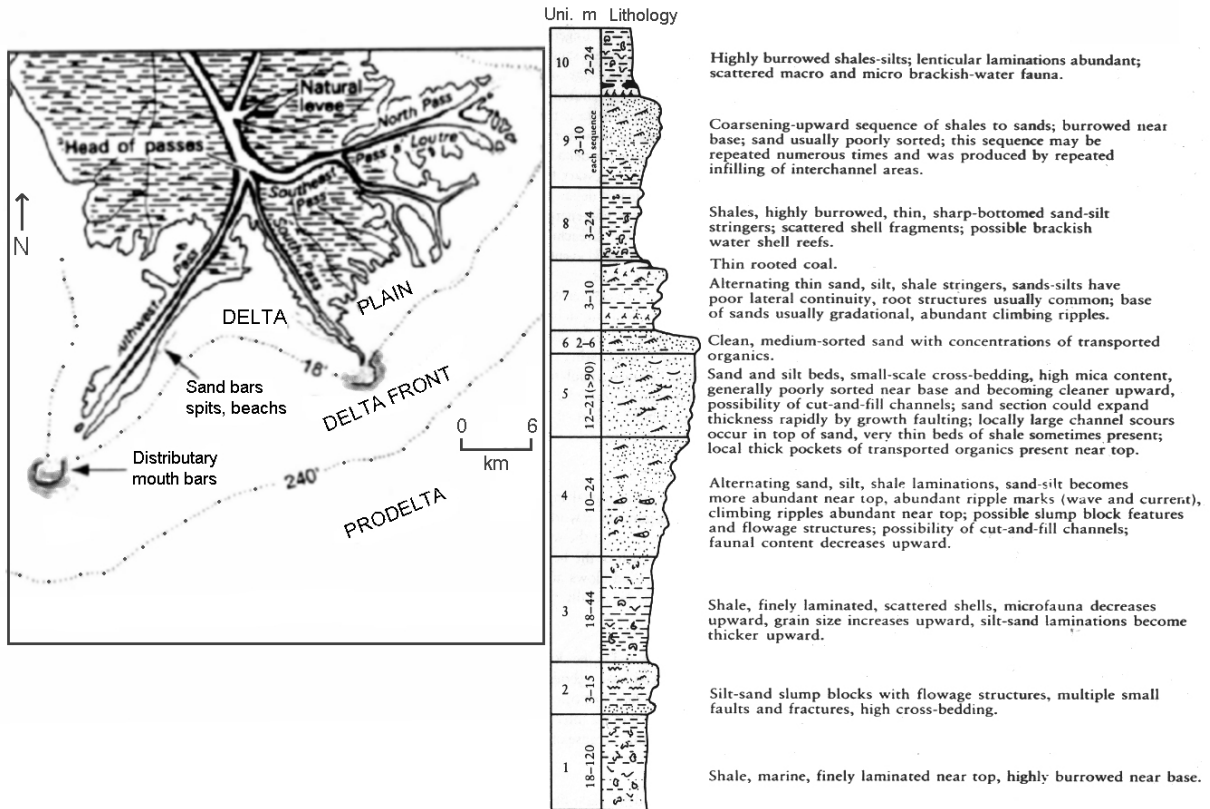 Natural
levee
North Pass
Pass a' Loutre
Head of passes
Southeast
Pass
South Pass
uthwest Pass
N
DELTA
PLAIN
18'
Sand bars
spits, beachs
DELTA FRONT
0 6
km
Distributary
mouth bars
240'
PRODELTA
Uni. m Lithology
10 2–24
Highly burrowed shales-silts; lenticular laminations abundant;
scattered macro and micro brackish-water fauna.
9 3–10
each sequence
Coarsening-upward sequence of shales to sands; burrowed near
base; sand usually poorly sorted; this sequence may be
repeated numerous times and was produced by repeated
infilling of interchannel areas.
8 3–24
Shales, highly burrowed, thin, sharp-bottomed sand-silt
stringers; scattered shell fragments; possible brackish
water shell reefs.
Thin rooted coal.
7 3–10
Alternating thin sand, silt, shale stringers, sands-silts have
poor lateral continuity, root structures usually common; base
of sands usually gradational, abundant climbing ripples.
6 2–6
Clean, medium-sorted sand with concentrations of transported
organics.
5 12–21(>90)
Sand and silt beds, small-scale cross-bedding, high mica content,
generally poorly sorted near base and becoming cleaner upward,
possibility of cut-and-fill channels; sand section could expand
thickness rapidly by growth faulting; locally large channel scours
occur in top of sand, very thin beds of shale sometimes present;
local thick pockets of transported organics present near top.
4 10–24
Alternating sand, silt, shale laminations, sand-silt becomes
more abundant near top, abundant ripple marks (wave and current),
climbing ripples abundant near top; possible slump block features
and flowage structures; possibility of cut-and-fill channels;
faunal content decreases upward.
3 18–44
Shale, finely laminated, scattered shells, microfauna decreases
upward, grain size increases upward, silt-sand laminations become
thicker upward.
2 3–15
Silt-sand slump blocks with flowage structures, multiple small
faults and fractures, high cross-bedding.
1 18–120
Shale, marine, finely laminated near top, highly burrowed near base.